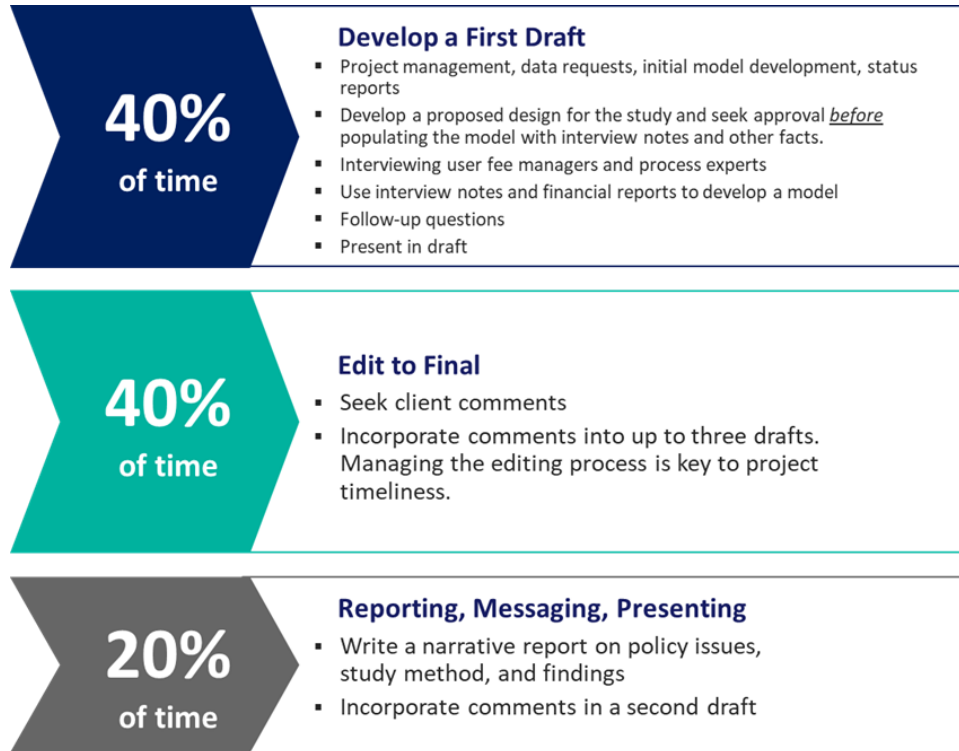 40%
of time
Develop a First Draft
▪ Project management, data requests, initial model development, status
reports
▪ Develop a proposed design for the study and seek approval before
populating the model with interview notes and other facts.
▪ Interviewing user fee managers and process experts
▪ Use interview notes and financial reports to develop a model
▪ Follow-up questions
▪ Present in draft
40%
of time
Edit to Final
▪ Seek client comments
▪ Incorporate comments into up to three drafts.
Managing the editing process is key to project
timeliness.
20%
of time
Reporting, Messaging, Presenting
▪ Write a narrative report on policy issues,
study method, and findings
▪ Incorporate comments in a second draft